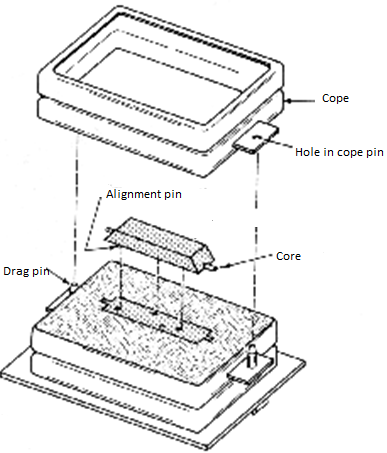 Cope
Hole in cope pin
Alignment pin
Core
Drag pin